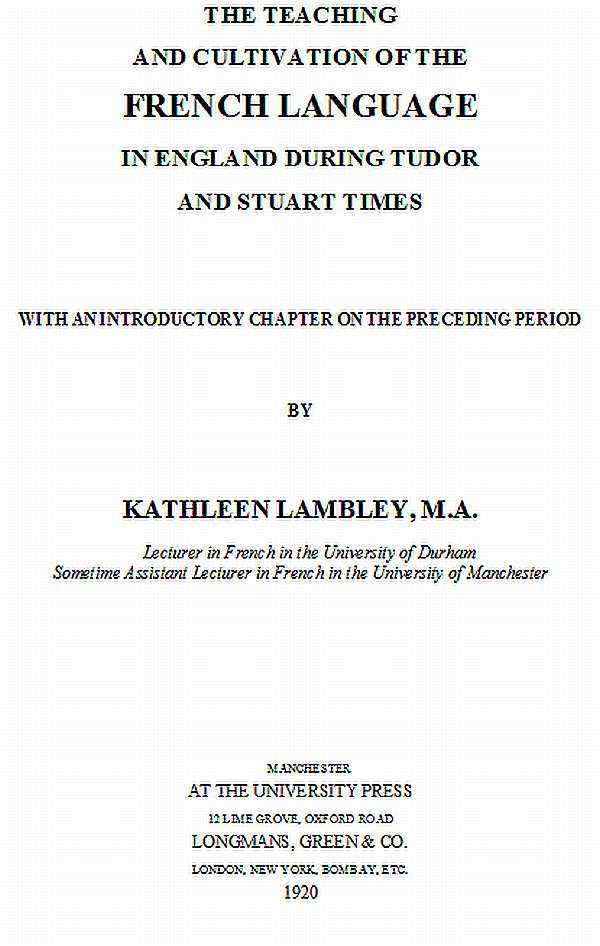 THE TEACHING
AND CULTIVATION OF THE
FRENCH LANGUAGE
IN ENGLAND DURING TUDOR
AND STUART TIMES
WITH AN INTRODUCTORY CHAPTER ON THE PRECEDING PERIOD
BY
KATHLEEN LAMBLEY, M.A.
Lecturer in French in the University of Durham
Sometime Assistant Lecturer in French in the University of Manchester
MANCHESTER
AT THE UNIVERSITY PRESS
12 LIME GROVE, OXFORD ROAD
LONGMANS, GREEN & CO.
LONDON, NEW YORK, BOMBAY, ETC.
1920